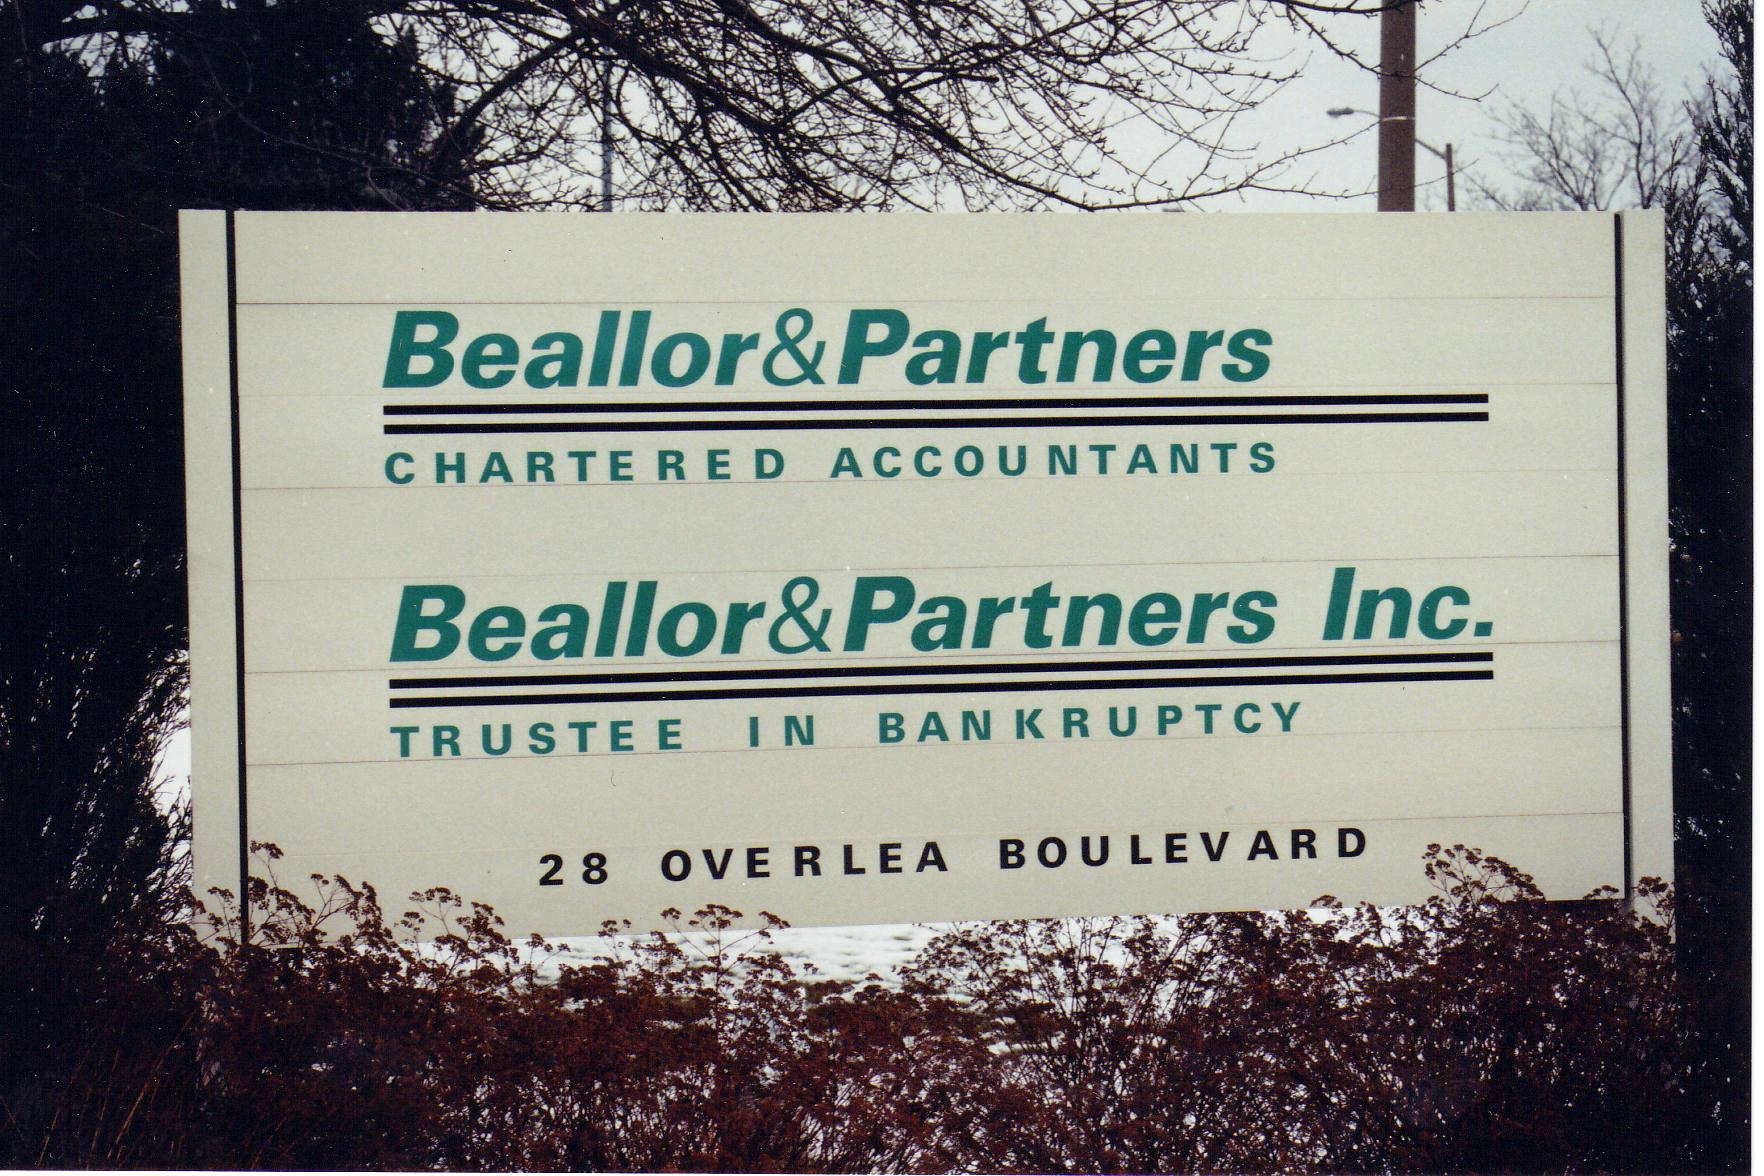 Beallor&Partners
CHARTERED ACCOUNTANTS
Beallor&Partners Inc.
TRUSTEE IN BANKRUPTCY
28 OVERLEA BOULEVARD